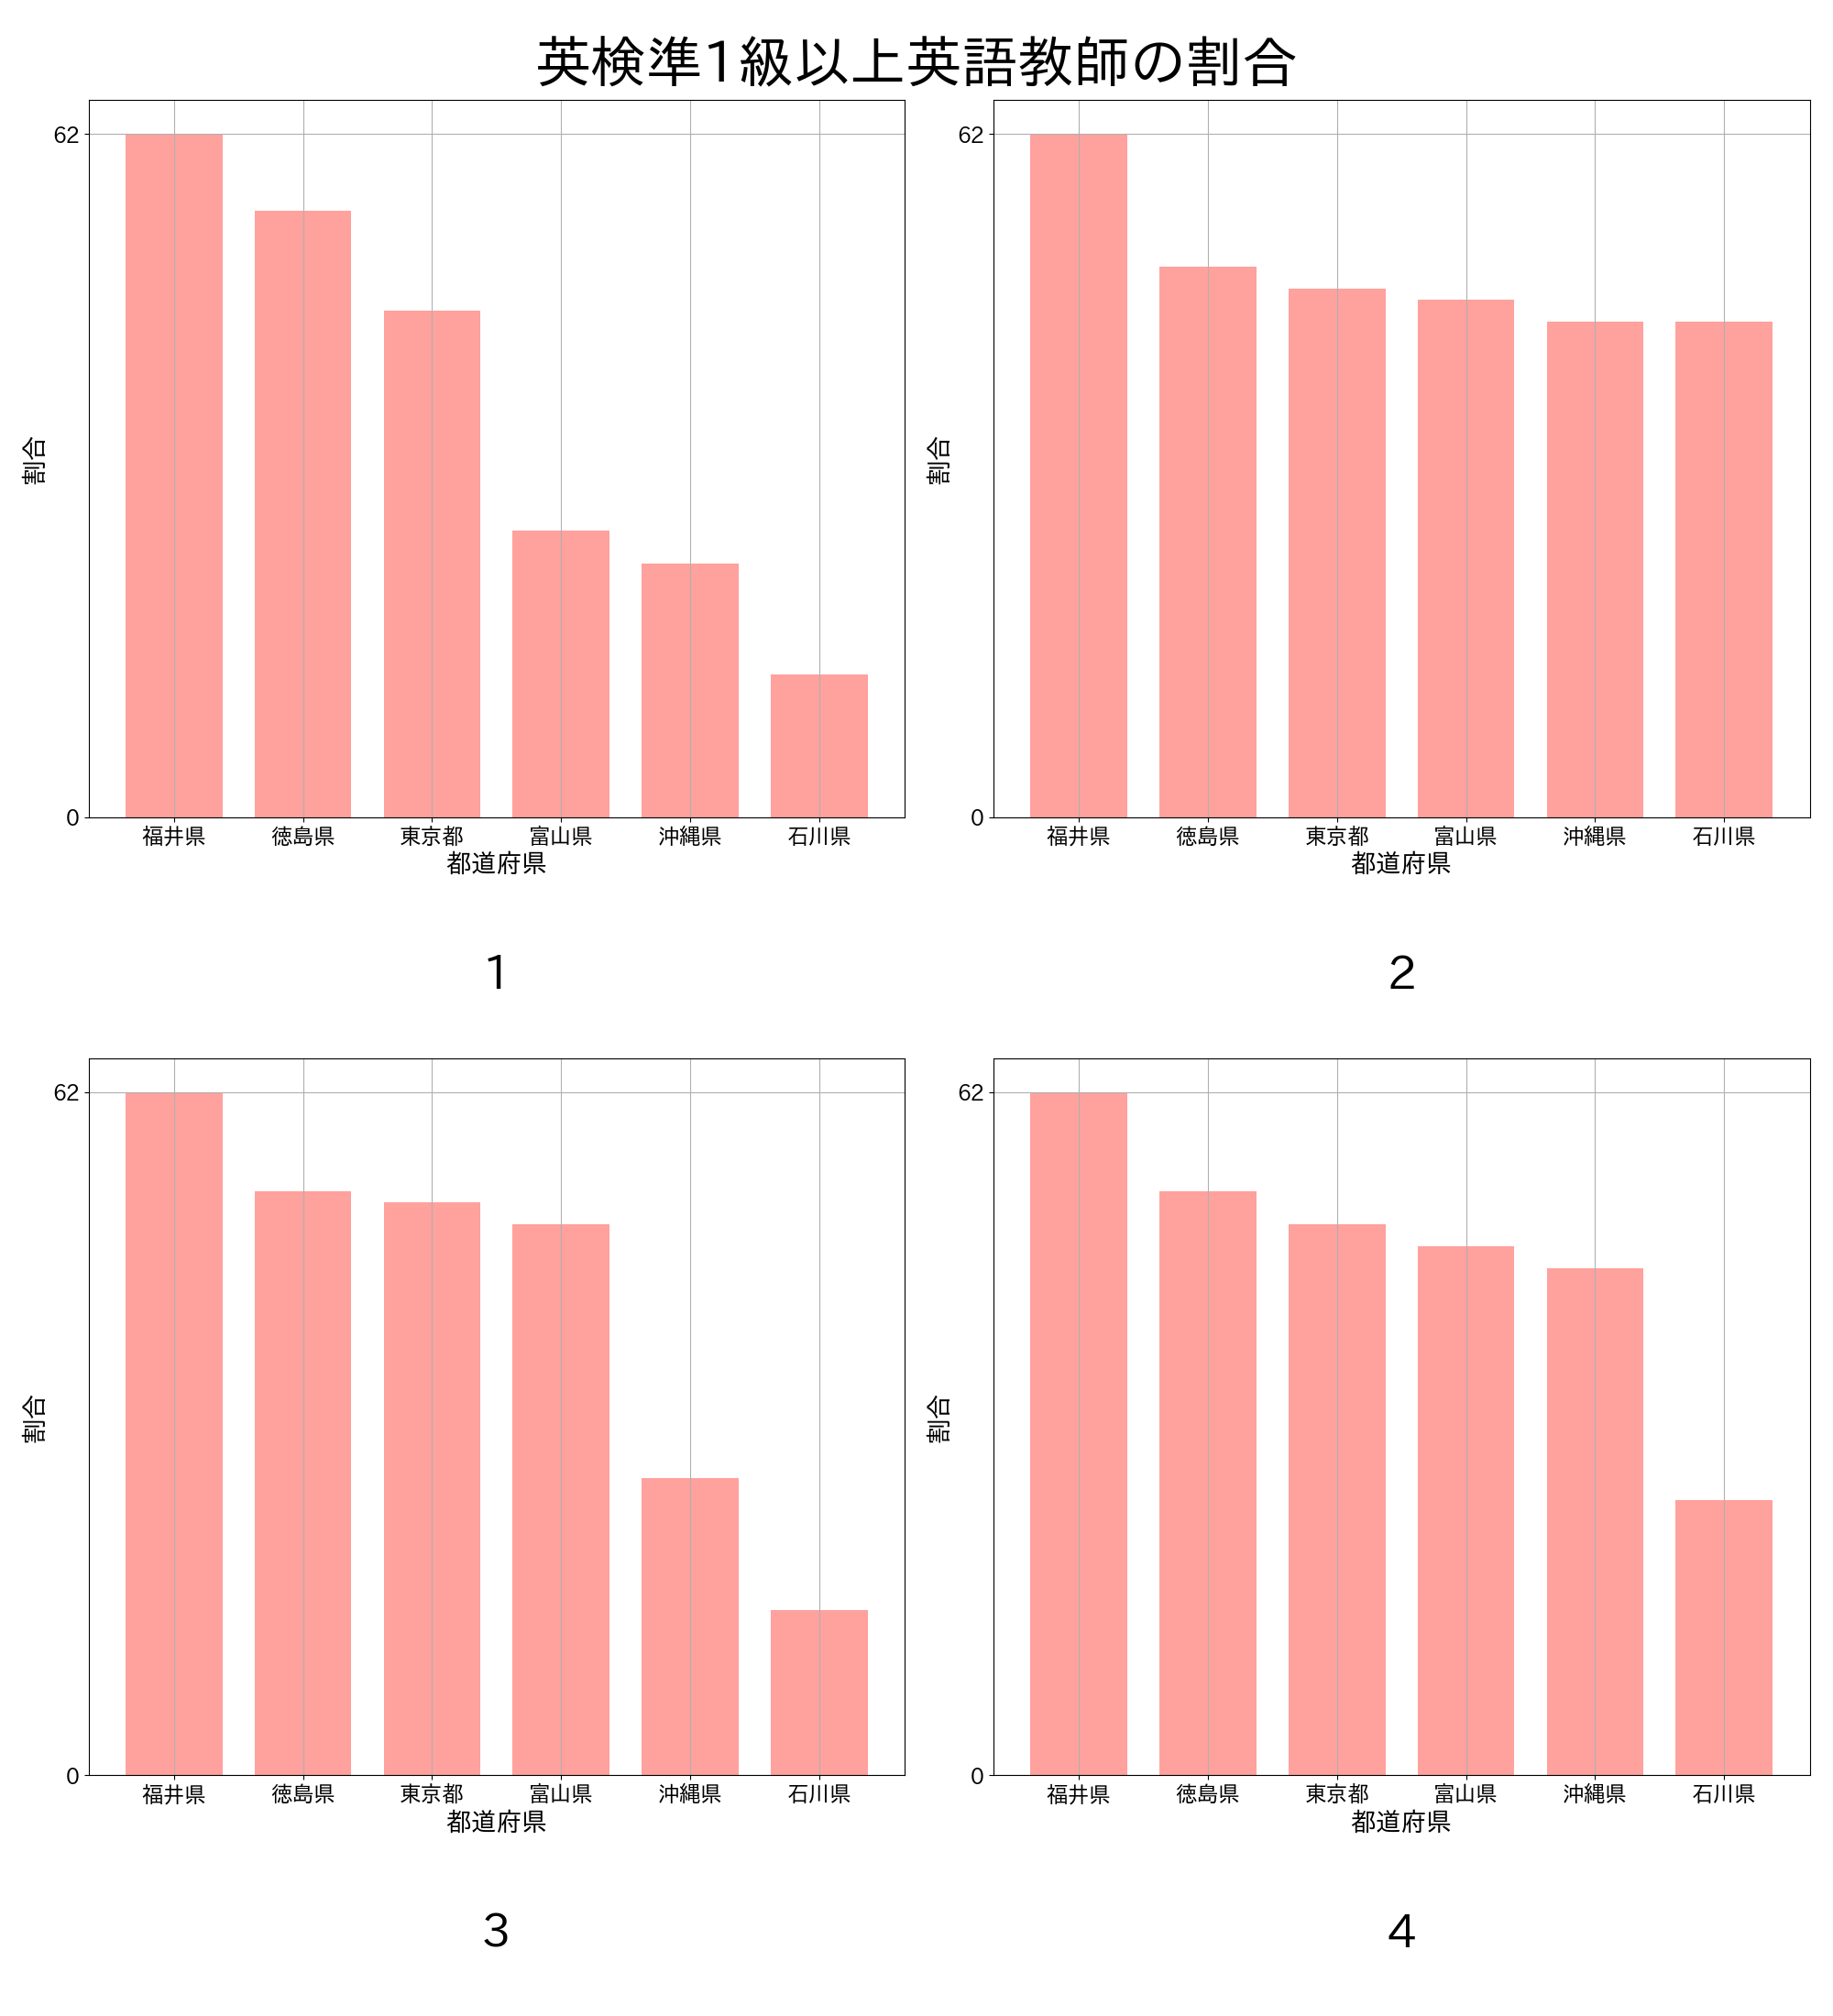 英検準1級以上英語教師の割合
62
0
割合
福井県 徳島県 東京都 富山県 沖縄県 石川県
都道府県
1
62
0
割合
福井県 徳島県 東京都 富山県 沖縄県 石川県
都道府県
2
62
0
割合
福井県 徳島県 東京都 富山県 沖縄県 石川県
都道府県
3
62
0
割合
福井県 徳島県 東京都 富山県 沖縄県 石川県
都道府県
4